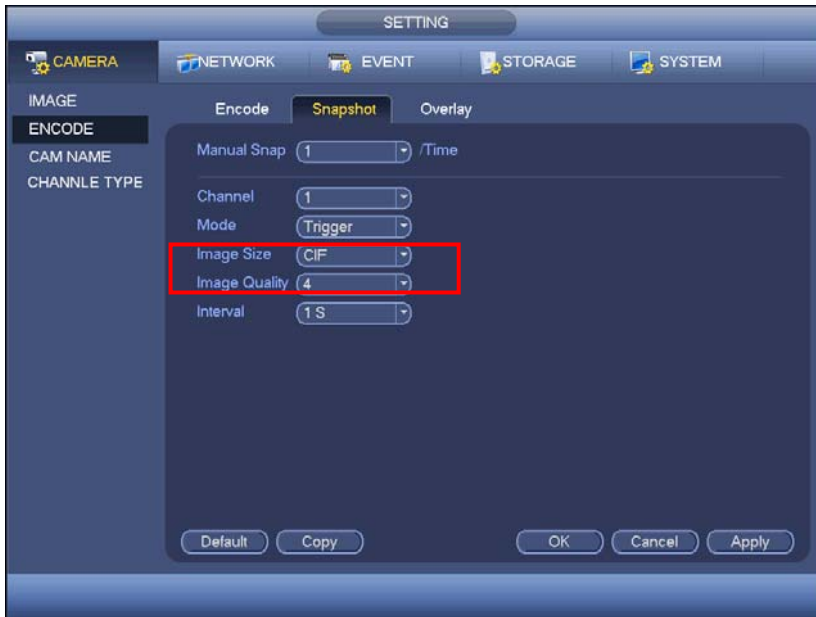 SETTING
CAMERA NETWORK EVENT STORAGE SYSTEM
IMAGE
ENCODE
CAM NAME
CHANNLE TYPE
Encode Snapshot Overlay
Manual Snap 1 /Time
Channel 1
Mode Trigger
Image Size CIF
Image Quality 4
Interval 1 S
Default Copy OK Cancel Apply